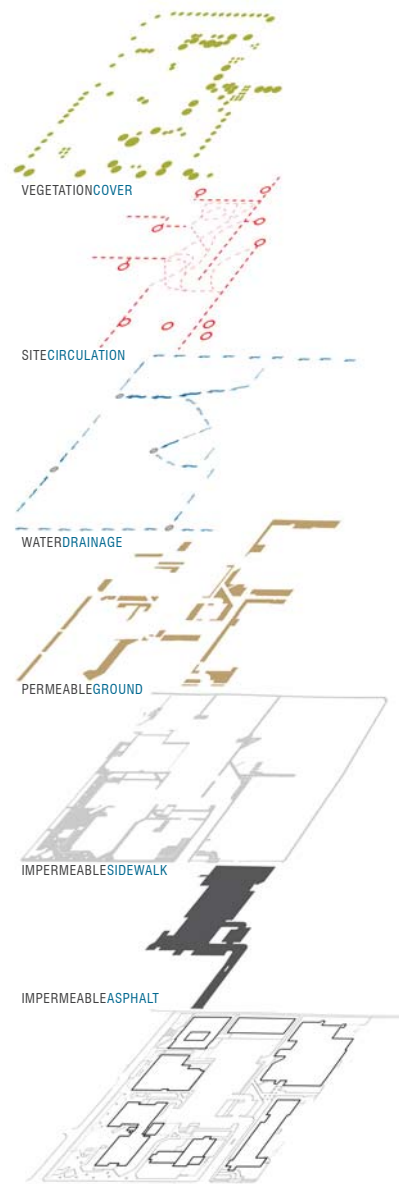 VEGETATIONCOVER
SITECIRCULATION
WATERDRAINAGE
PERMEABLEGROUND
IMPERMEABLESIDEWALK
IMPERMEABLEASPHALT